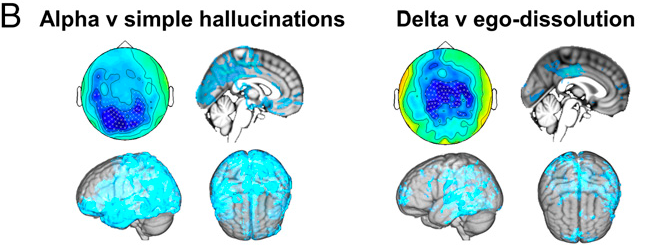 B Alpha v simple hallucinations Delta v ego-dissolution